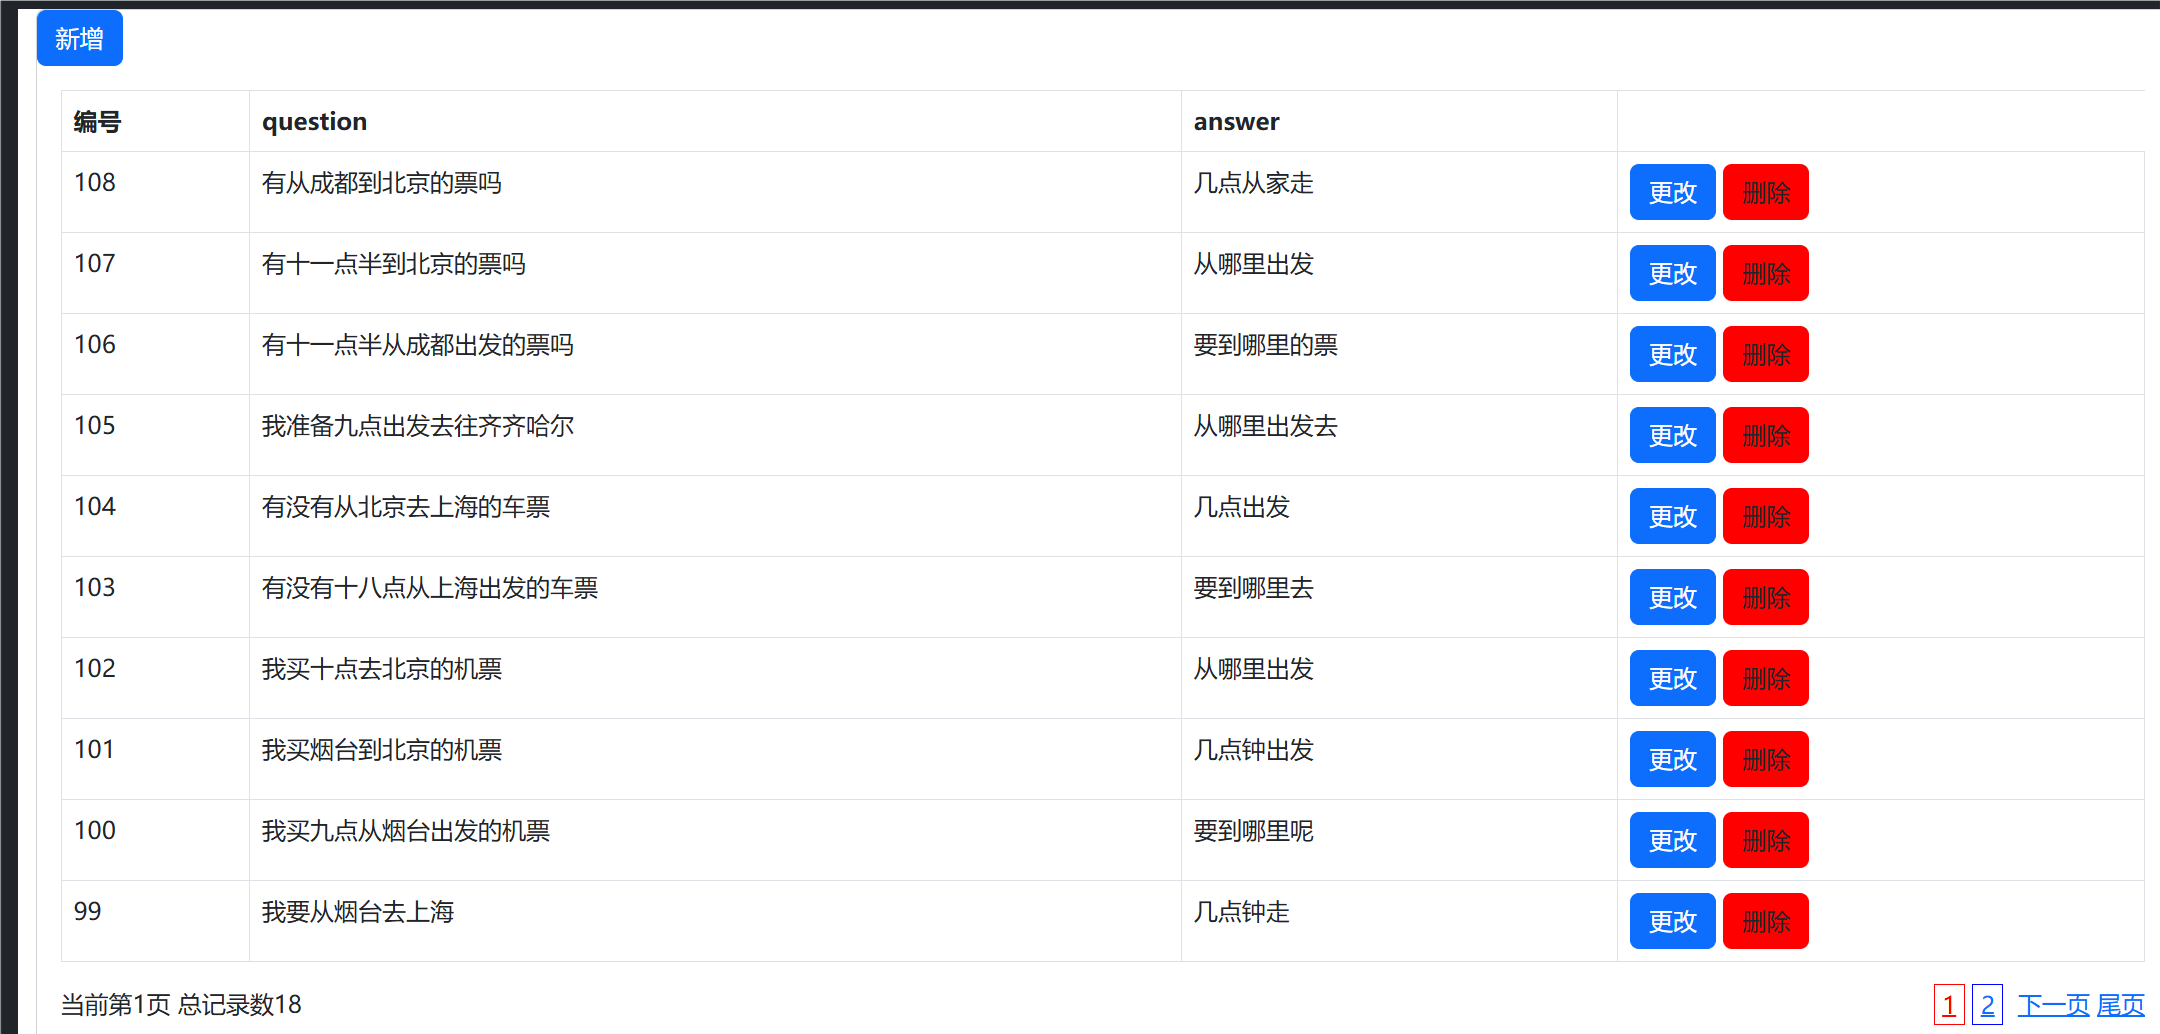 新增
编号 question answer
108 有从成都到北京的票吗 几点从家走 更改 删除
107 有十一点半到北京的票吗 从哪里出发 更改 删除
106 有十一点半从成都出发的票吗 要到哪里的票 更改 删除
105 我准备九点出发去往齐齐哈尔 从哪里出发去 更改 删除
104 有没有从北京去上海的车票 几点出发 更改 删除
103 有没有十八点从上海出发的车票 要到哪里去 更改 删除
102 我买十点去北京的机票 从哪里出发 更改 删除
101 我买烟台到北京的机票 几点钟出发 更改 删除
100 我买九点从烟台出发的机票 要到哪里呢 更改 删除
99 我要从烟台去上海 几点钟走 更改 删除
当前第1页 总记录数18 1 2 下一页 尾页